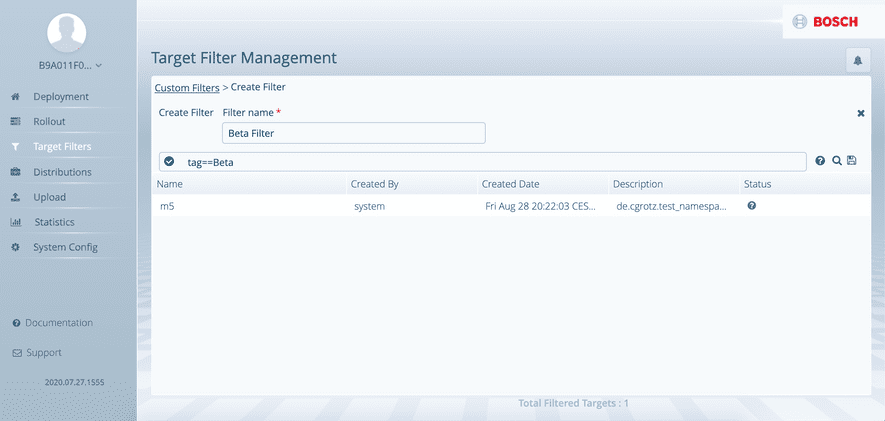 BOSCH
B9A011F0...
Target Filter Management
Deployment
Rollout
Target Filters
Distributions
Upload
Statistics
System Config
Documentation
Support
2020.07.27.1555
Custom Filters > Create Filter
Create Filter Filter name *
Beta Filter
tag==Beta
Name Created By Created Date Description Status
m5 system Fri Aug 28 20:22:03 CES... de.cgrotz.test_namespa...
Total Filtered Targets : 1